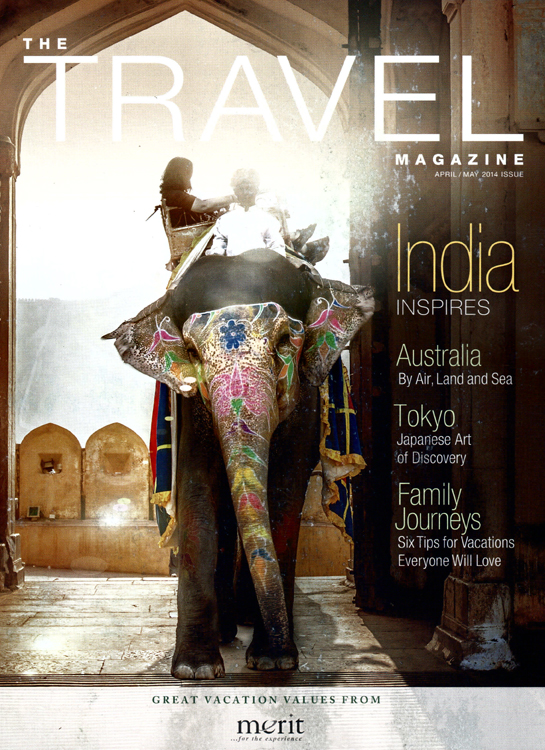 THE
TRAVEL
MAGAZINE
APRIL / MAY 2014 ISSUE
India
INSPIRES
Australia
By Air, Land and Sea
Tokyo
Japanese Art
of Discovery
Family
Journeys
Six Tips for Vacations
Everyone Will Love
GREAT VACATION VALUES FROM
merit
...for the experience